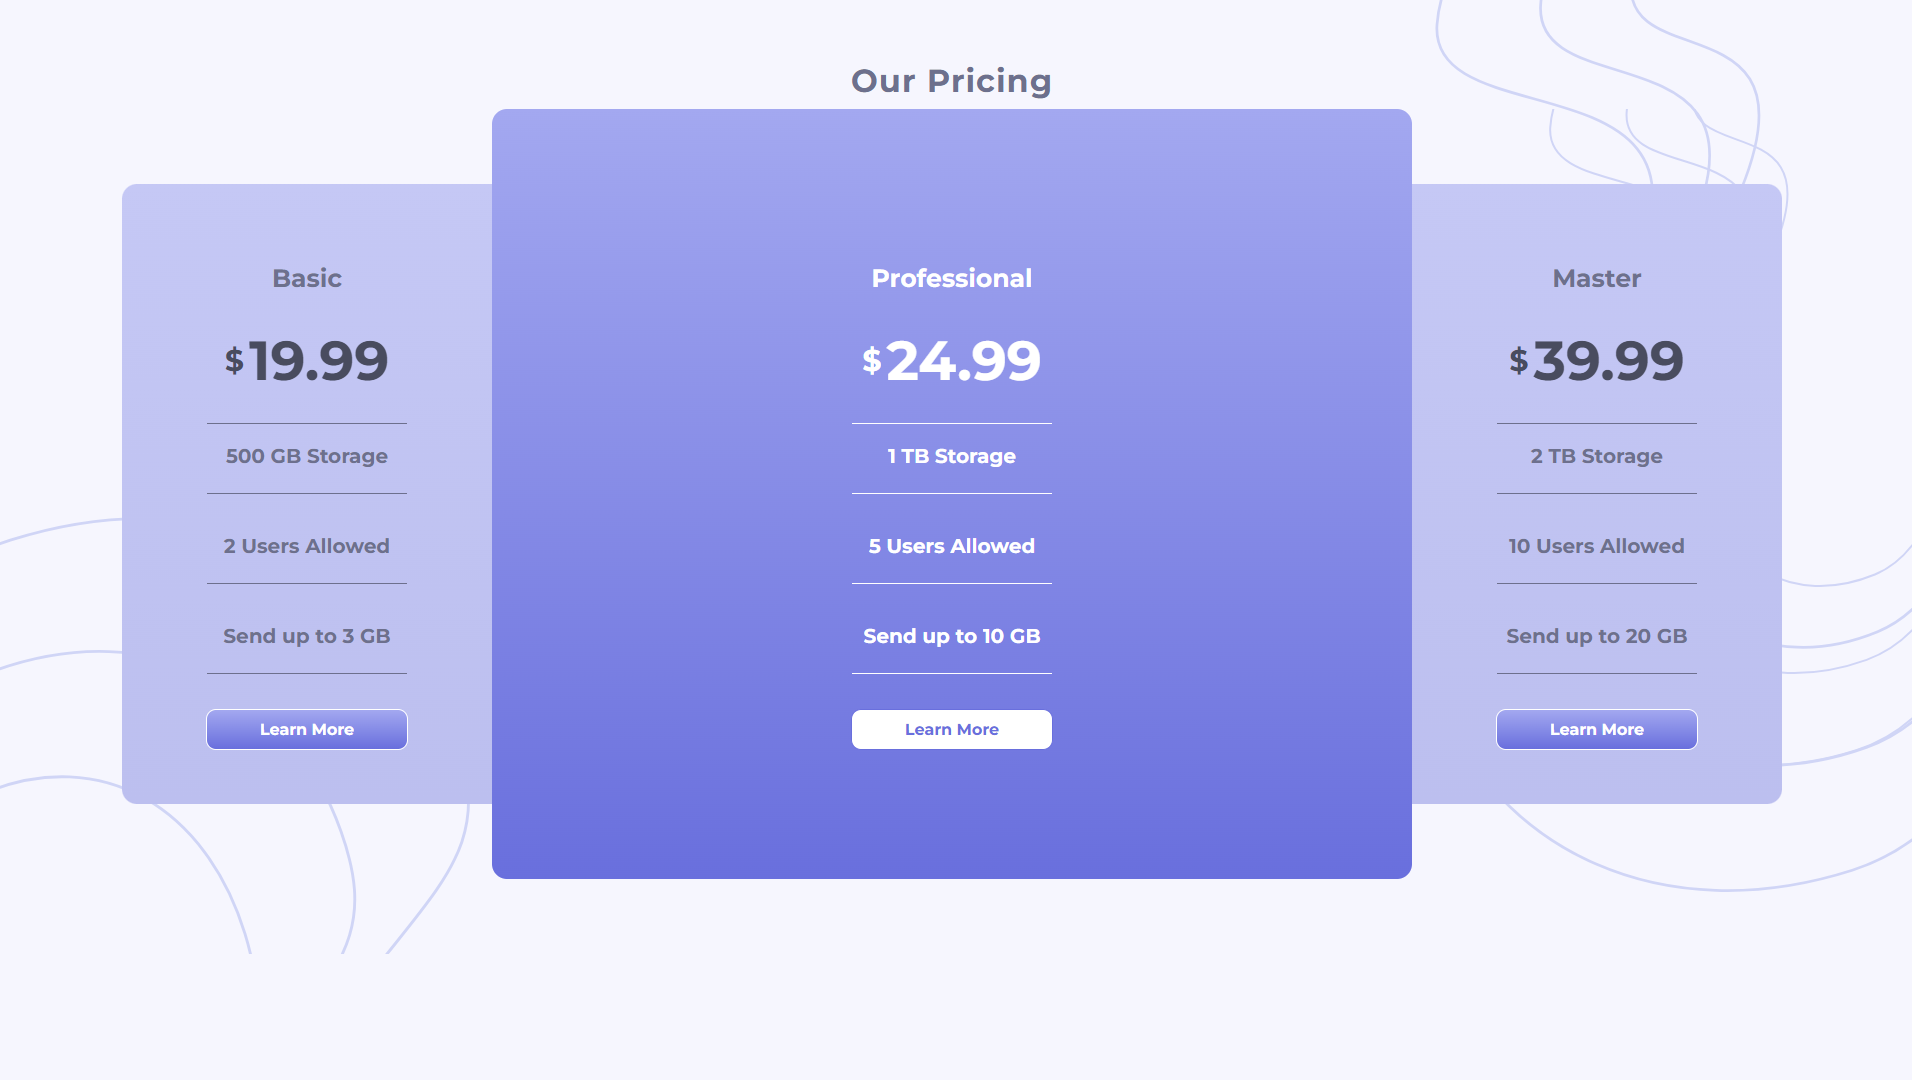 Our Pricing
Basic
$19.99
500 GB Storage
2 Users Allowed
Send up to 3 GB
Learn More
Professional
$24.99
1 TB Storage
5 Users Allowed
Send up to 10 GB
Learn More
Master
$39.99
2 TB Storage
10 Users Allowed
Send up to 20 GB
Learn More